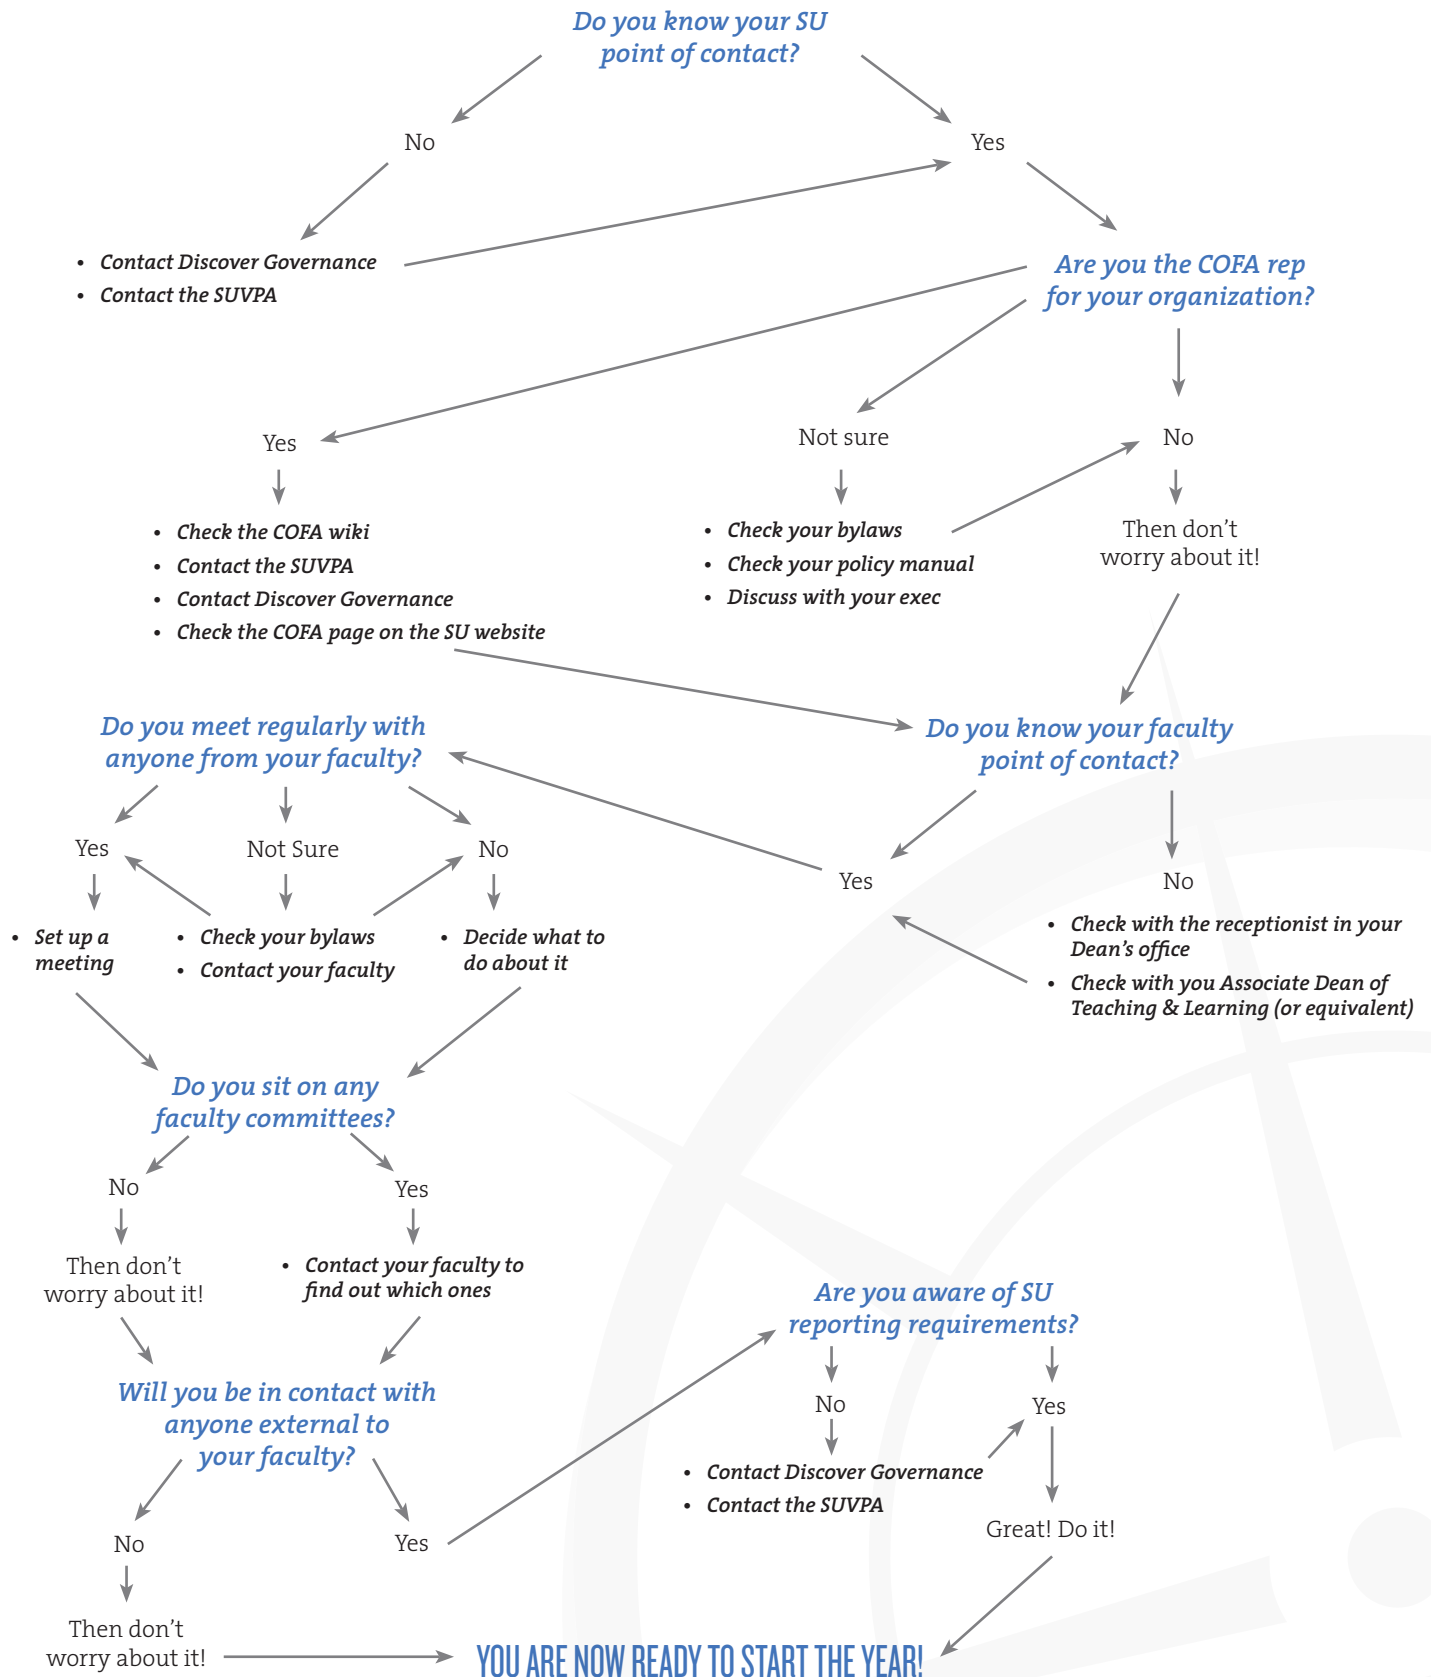 Do you know your SU
point of contact?
No
Yes
• Contact Discover Governance
• Contact the SUVPA
Are you the COFA rep
for your organization?
Yes
Not sure
No
• Check the COFA wiki
• Contact the SUVPA
• Contact Discover Governance
• Check the COFA page on the SU website
• Check your bylaws
• Check your policy manual
• Discuss with your exec
Then don't
worry about it!
Do you meet regularly with
anyone from your faculty?
Do you know your faculty
point of contact?
Yes
Not Sure
No
Yes
No
• Set up a
meeting
• Check your bylaws
• Contact your faculty
• Decide what to
do about it
• Check with the receptionist in your
Dean's office
• Check with you Associate Dean of
Teaching & Learning (or equivalent)
Do you sit on any
faculty committees?
No
Yes
Then don't
worry about it!
• Contact your faculty to
find out which ones
Are you aware of SU
reporting requirements?
Will you be in contact with
anyone external to
your faculty?
No
Yes
• Contact Discover Governance
• Contact the SUVPA
Great! Do it!
No
Yes
Then don't
worry about it!
YOU ARE NOW READY TO START THE YEAR!